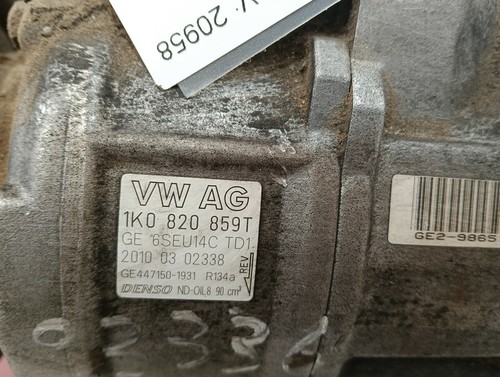 V: 20958
VW AG
1K0 820 859T
GE 6SEU14C TD1.
2010 03 02338
GE447150-1931 R134a
DENSO ND-OIL8 90 cm³
REV
GE2-986S